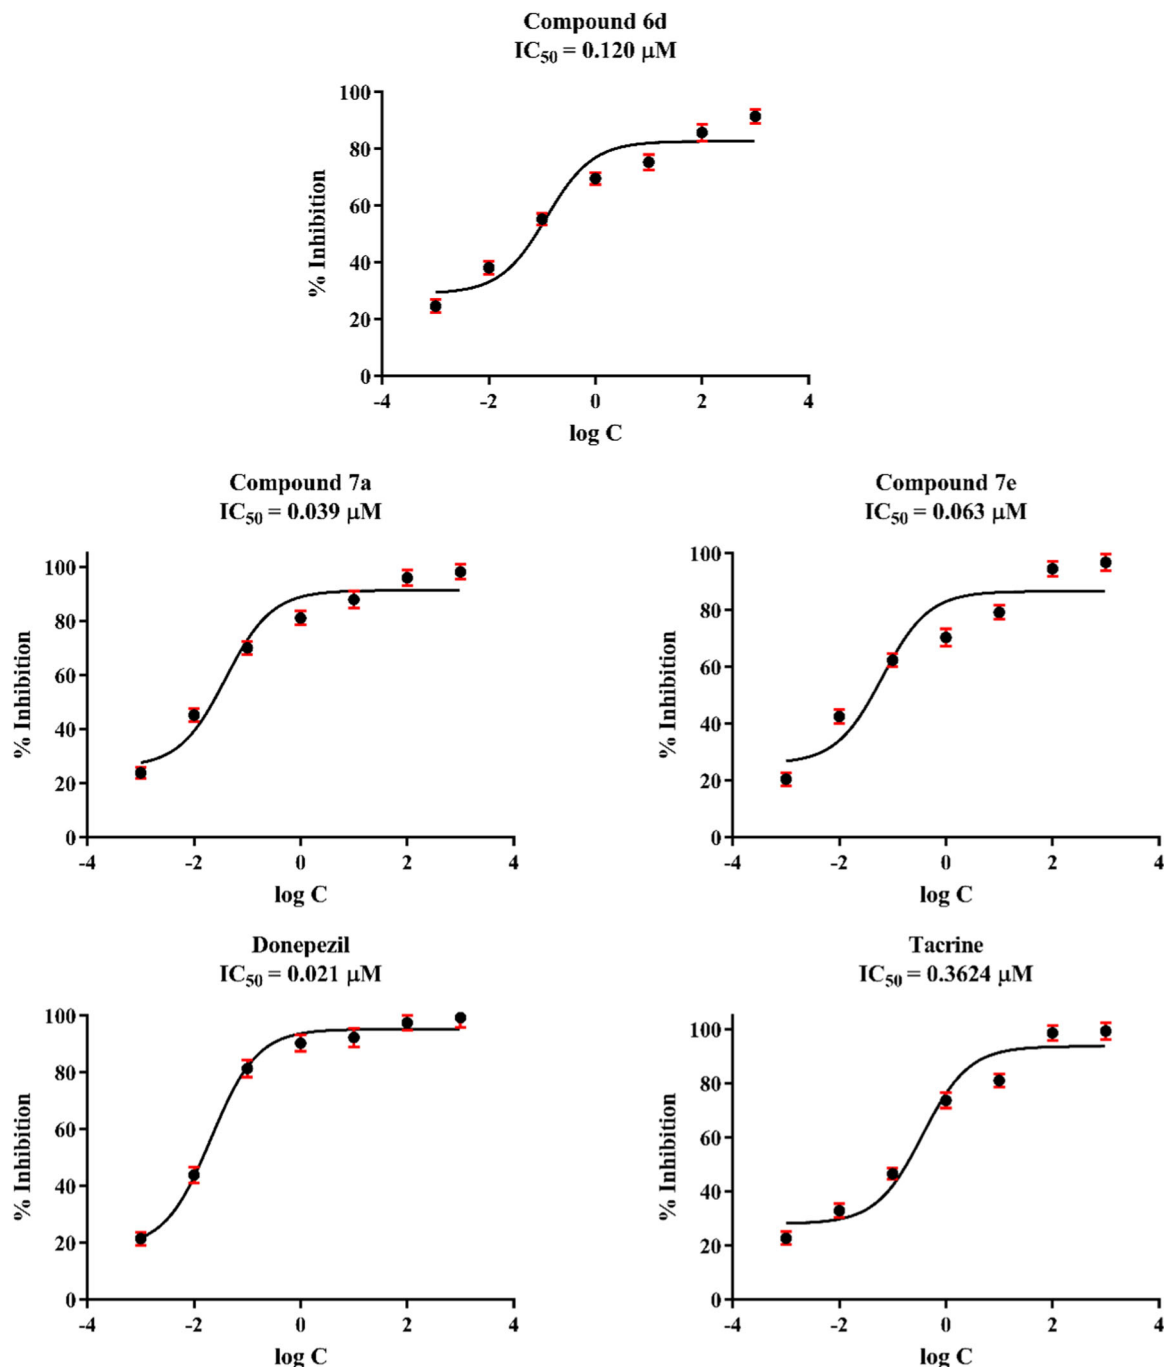 Compound 6d
IC50 = 0.120 μM
100
80
60
40
20
0
% Inhibition
-4 -2 0 2 4
log C
Compound 7a
IC50 = 0.039 μM
100
80
60
40
20
0
% Inhibition
-4 -2 0 2 4
log C
Compound 7e
IC50 = 0.063 μM
100
80
60
40
20
0
% Inhibition
-4 -2 0 2 4
log C
Donepezil
IC50 = 0.021 μM
100
80
60
40
20
0
% Inhibition
-4 -2 0 2 4
log C
Tacrine
IC50 = 0.3624 μM
100
80
60
40
20
0
% Inhibition
-4 -2 0 2 4
log C